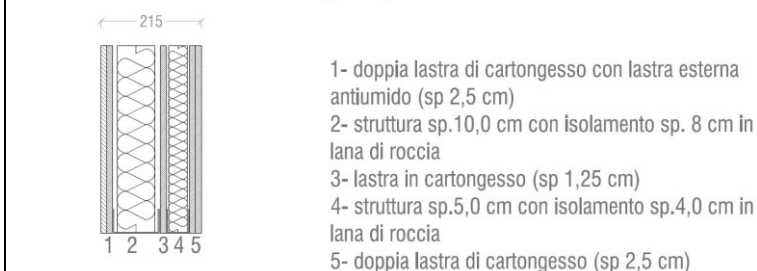 215
1- doppia lastra di cartongesso con lastra esterna
antiumido (sp 2,5 cm)
2- struttura sp.10,0 cm con isolamento sp. 8 cm in
lana di roccia
3- lastra in cartongesso (sp 1,25 cm)
4- struttura sp.5,0 cm con isolamento sp.4,0 cm in
lana di roccia
5- doppia lastra di cartongesso (sp 2,5 cm)
1 2 3 4 5